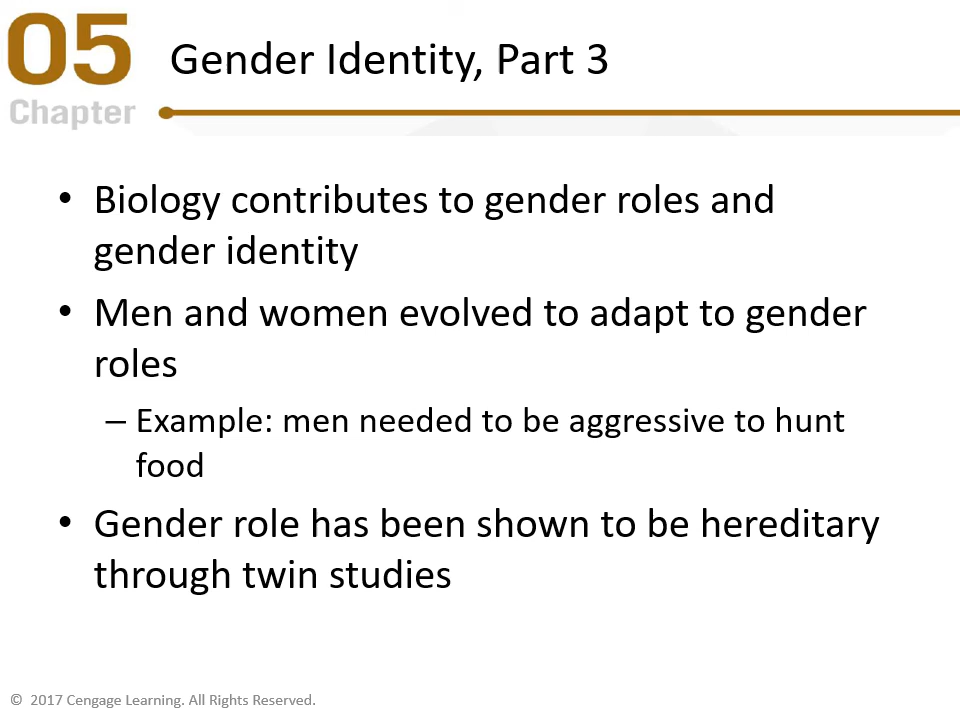 05
Chapter
Gender Identity, Part 3
• Biology contributes to gender roles and
gender identity
• Men and women evolved to adapt to gender
roles
– Example: men needed to be aggressive to hunt
food
• Gender role has been shown to be hereditary
through twin studies
© 2017 Cengage Learning. All Rights Reserved.